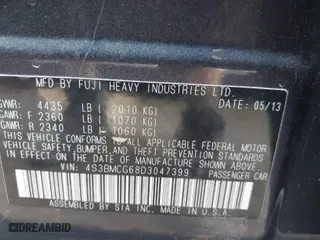 MFD BY FUJI HEAVY INDUSTRIES LTD.
GVWR: 4435 LB ( 2010 KG) DATE: 05/13
GAWR: F 2360 LB ( 1070 KG)
GAWR: R 2340 LB ( 1060 KG)
THIS VEHICLE CONFORMS TO ALL APPLICABLE FEDERAL MOTOR
VEHICLE SAFETY, BUMPER, AND THEFT PREVENTION
STANDARDS IN EFFECT ON THE DATE OF MANUFACTURE
SHOWN ABOVE.
VIN: 4S3BMCG68D3047399 PASSENGER CAR
ASSEMBLED BY SIA INC. MADE IN U.S.A.